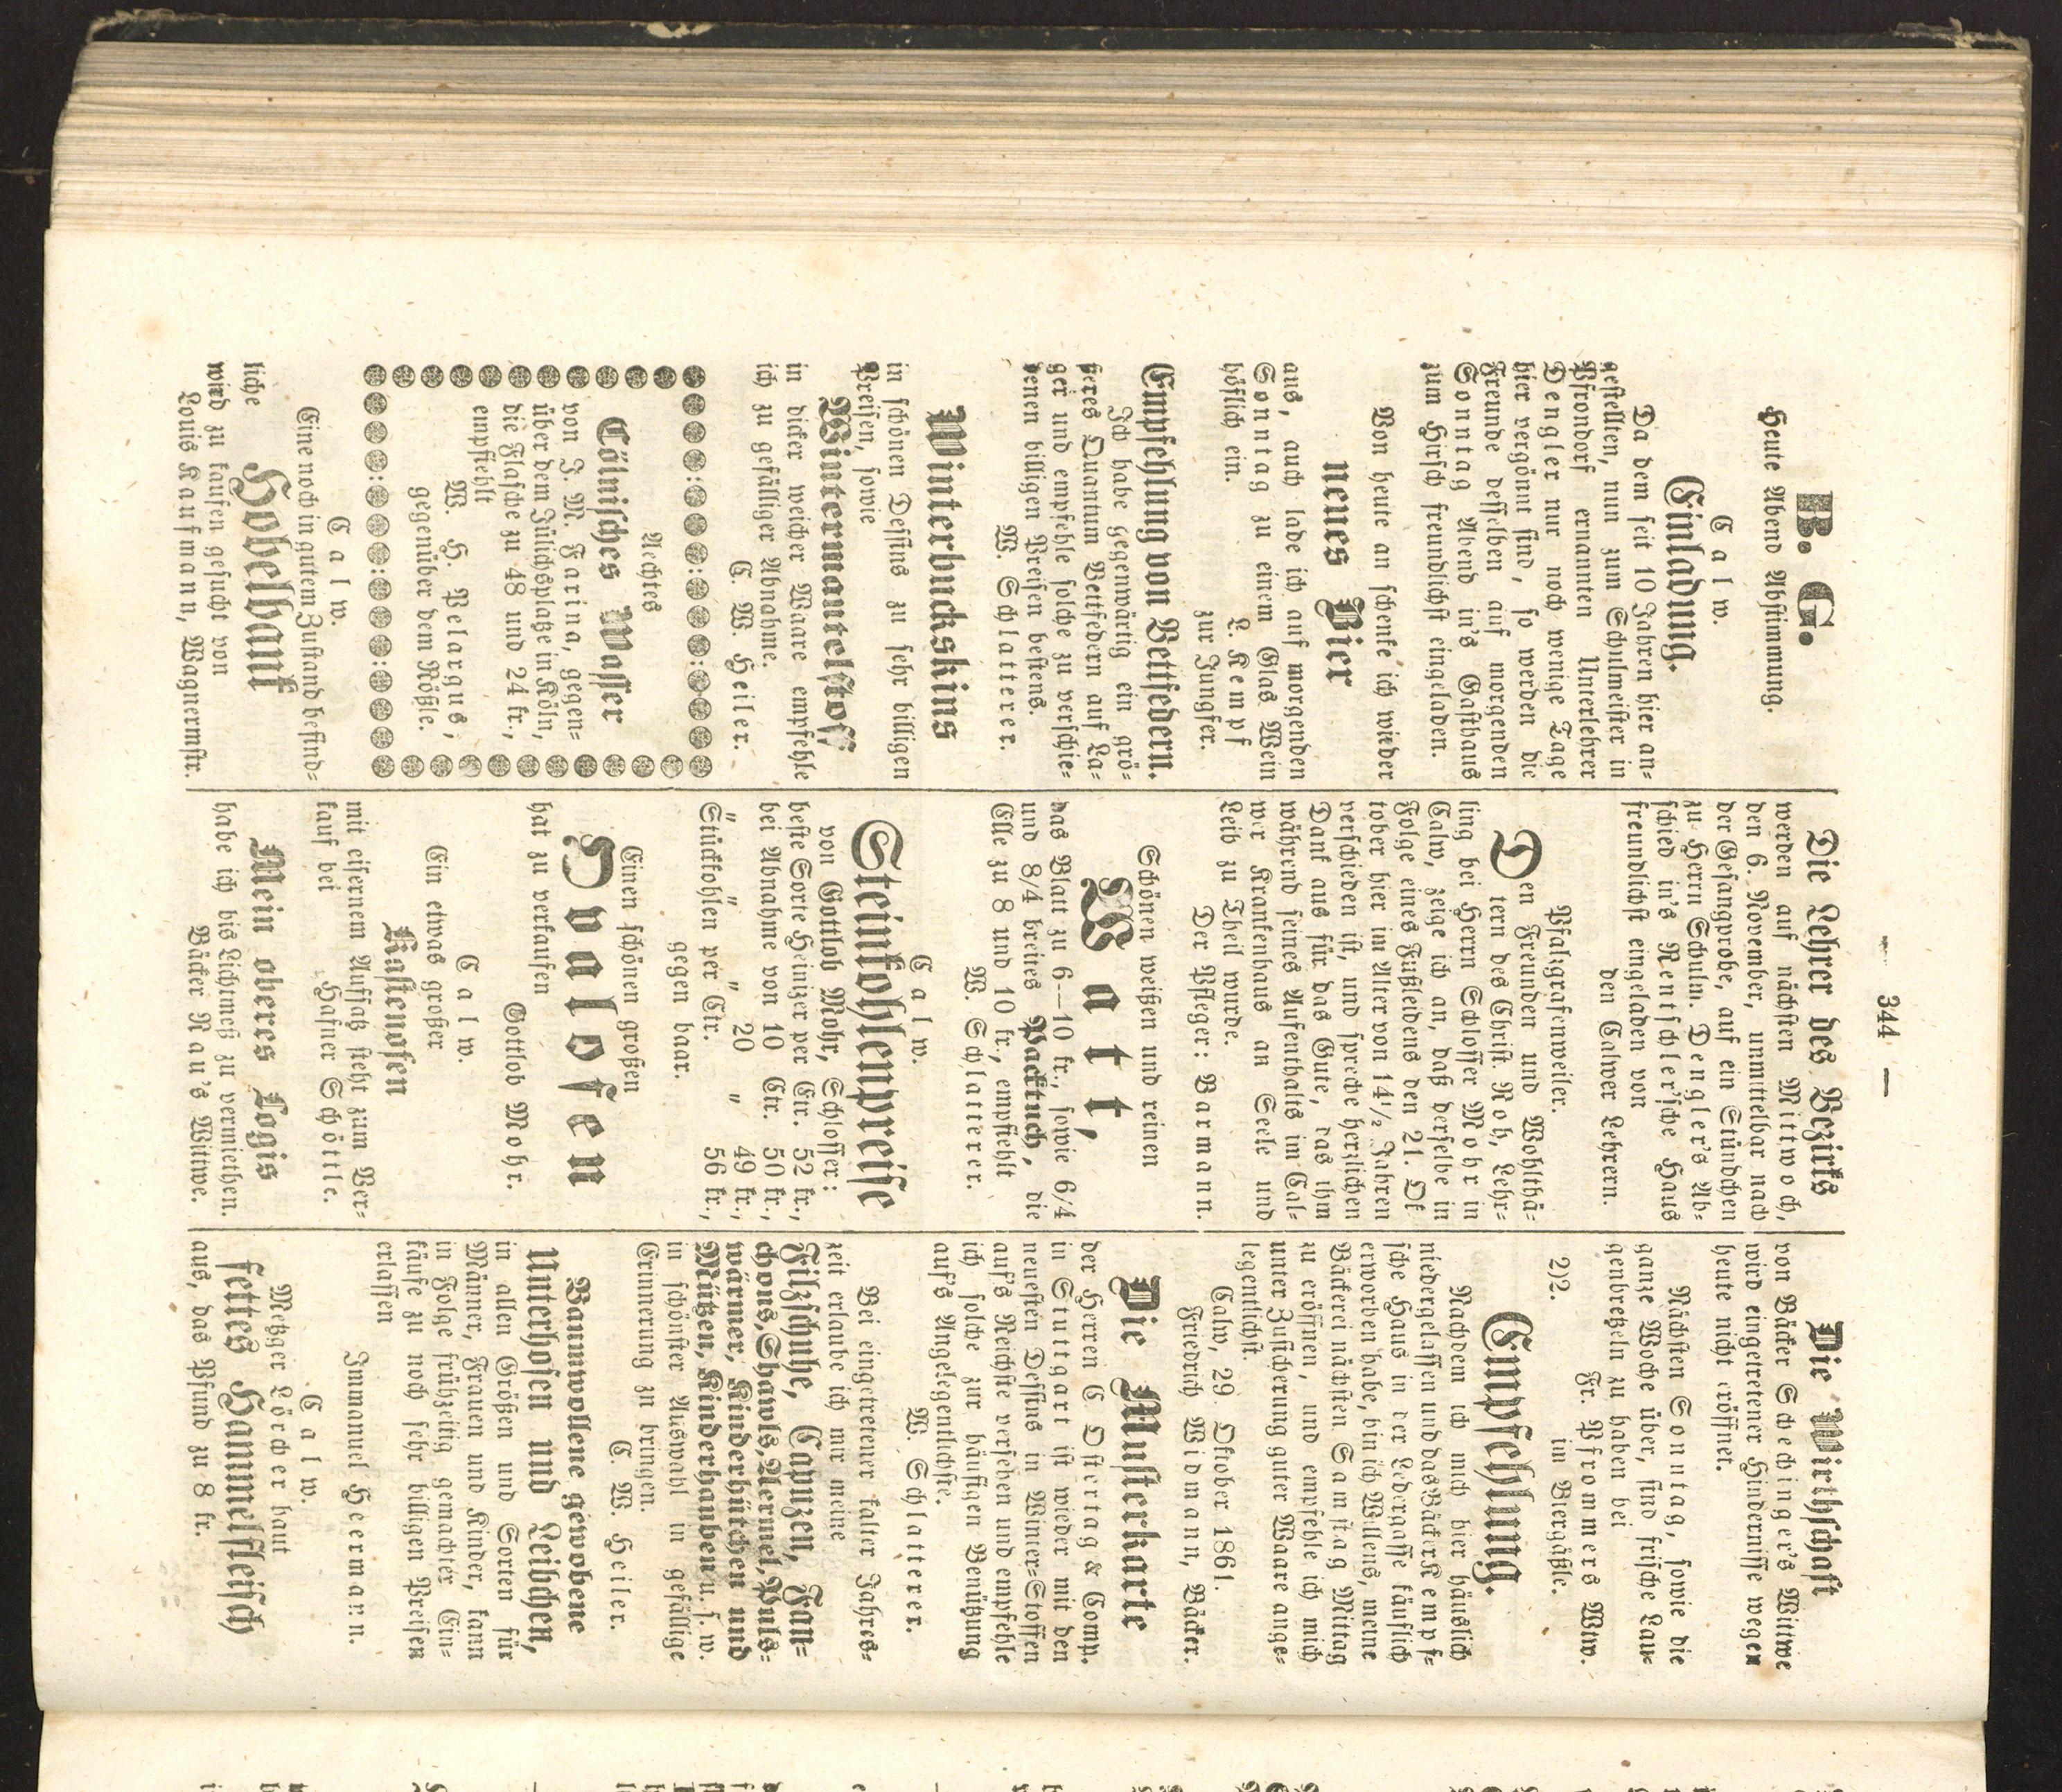 — 344 —
B. G.
Heute Abend Abstimmung.
Calw.
Einladung.
Da dem seit 10 Jahren hier an-
gestellten, nun zum Schulmeister in
Pfrondorf ernannten Unterlehrer
Dengler nur noch wenige Tage
hier vergönnt sind, so werden die
Freunde desselben auf morgenden
Sonntag Abend in's Gasthaus
zum Hirsch freundlichst eingeladen.
Von heute an schenke ich wieder
neues Bier
aus, auch lade ich auf morgenden
Sonntag zu einem Glas Wein
höflich ein.
L. Kempf
zur Jungfer.
Empfehlung von Bettfedern.
Ich habe gegenwärtig ein grö-
ßeres Quantum Bettfedern auf La-
ger und empfehle solche zu verschie-
denen billigen Preisen bestens.
W. Schlatterer.
Winterbuckskins
in schönen Dessins zu sehr billigen
Preisen, sowie
Wintermantelstoff
in dicker weicher Waare empfehle
ich zu gefälliger Abnahme.
C. W. Heiler.
Aechtes
Cölnisches Wasser
von J. M. Farina, gegen-
über dem Jülichsplatze in Köln,
die Flasche zu 48 und 24 kr.,
empfiehlt
W. H. Pelargus,
gegenüber dem Rößle.
Calw.
Eine noch in gutem Zustand befind-
liche
Hobelbank
wird zu kaufen gesucht von
Louis Kaufmann, Wagnermstr.
Die Lehrer des Bezirks
werden auf nächsten Mittwoch,
den 6. November, unmittelbar nach
der Gesangprobe, auf ein Stündchen
zu Herrn Schulm. Dengler's Ab-
schied in's Rentschler'sche Haus
freundlichst eingeladen von
den Calwer Lehrern.
Pfalzgrafenweiler.
Den Freunden und Wohlthä-
tern des Christ. Roh, Lehr-
ling bei Herrn Schlosser Mohr in
Calw, zeige ich an, daß derselbe in
Folge eines Fußleidens den 21. Ok
tober hier im Alter von 14½ Jahren
verschieden ist, und spreche herzlichen
Dank aus für das Gute, das ihm
während seines Aufenthalts im Cal-
wer Krankenhaus an Seele und
Leib zu Theil wurde.
Der Pfleger: Barmann.
Schönen weißen und reinen
Watt,
das Blatt zu 6—10 kr., sowie 6/4
und 8/4 breites Packtuch, die
Elle zu 8 und 10 kr., empfiehlt
W Schlatterer.
Calw.
Steinkohlenpreise
von Gottlob Mohr, Schlosser:
beste Sorte Heinizer per Ctr. 52 kr.,
bei Abnahme von 10 Ctr. 50 kr.,
" " 20 " 49 kr.,
Stückkohlen per Ctr. 56 kr.,
gegen baar.
Einen schönen großen
Ovalofen
hat zu verkaufen
Gottlob Mohr.
Calw.
Ein etwas großer
Kastenofen
mit eisernem Aufsatz steht zum Ver-
kauf bei
Hafner Schöttle.
Mein oberes Logis
habe ich bis Lichtmeß zu vermiethen.
Bäcker Rau's Wittwe.
Die Wirthschaft
von Bäcker Schechinger's Wittwe
wird eingetretener Hindernisse wegen
heute nicht eröffnet.
Nächsten Sonntag, sowie die
ganze Woche über, sind frische Lau-
genbretzeln zu haben bei
Fr. Pfrommers Ww.
in Biergäßle.
2)2.
Empfehlung.
Nachdem ich mich hier häuslich
niedergelassen und das Bäcker Kempf-
sche Haus in der Ledergasse käuflich
erworben habe, bin ich Willens, meine
Bäckerei nächsten Samstag Mittag
zu eröffnen, und empfehle ich mich
unter Zusicherung guter Waare ange-
legentlichst.
Calw, 29. Oktober 1861.
Friedrich Widmann, Bäcker.
Die Musterkarte
der Herren C Ostertag & Comp.
in Stuttgart ist wieder mit den
neuesten Dessins in Winter-Stoffen
auf's Reichste versehen und empfehle
ich solche zur häufigen Benützung
auf's Angelegentlichste.
W. Schlatterer.
Bei eingetretener kalter Jahres-
zeit erlaube ich mir meine
Filzschuhe, Capuzen, Fan-
chons, Shawls, Aermel, Puls-
wärmer, Kinderhütchen und
Mützen, Kinderhauben u. s. w.
in schönster Auswahl in gefällige
Erinnerung zu bringen.
C. W. Heiler.
Baumwollene gewobene
Unterhosen und Leibchen,
in allen Größen und Sorten für
Männer, Frauen und Kinder, kann
in Folge frühzeitig gemachter Ein-
käufe zu noch sehr billigen Preisen
erlassen
Immanuel Heermann.
Calw.
Metzger Lörcher haut
fettes Hammelfleisch
aus, das Pfund zu 8 kr.